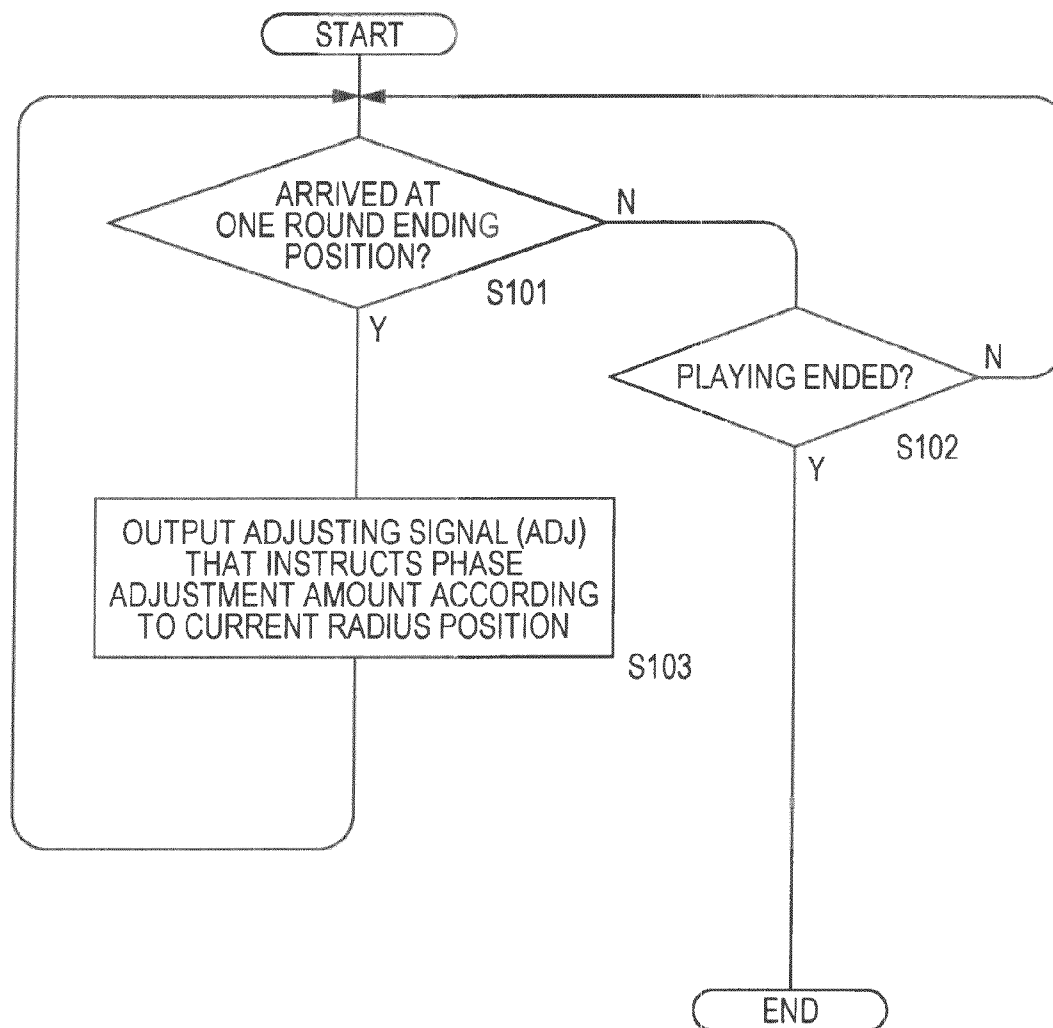 START
ARRIVED AT
ONE ROUND ENDING
POSITION?
N
S101
Y
PLAYING ENDED?
N
S102
Y
OUTPUT ADJUSTING SIGNAL (ADJ)
THAT INSTRUCTS PHASE
ADJUSTMENT AMOUNT ACCORDING
TO CURRENT RADIUS POSITION
S103
END